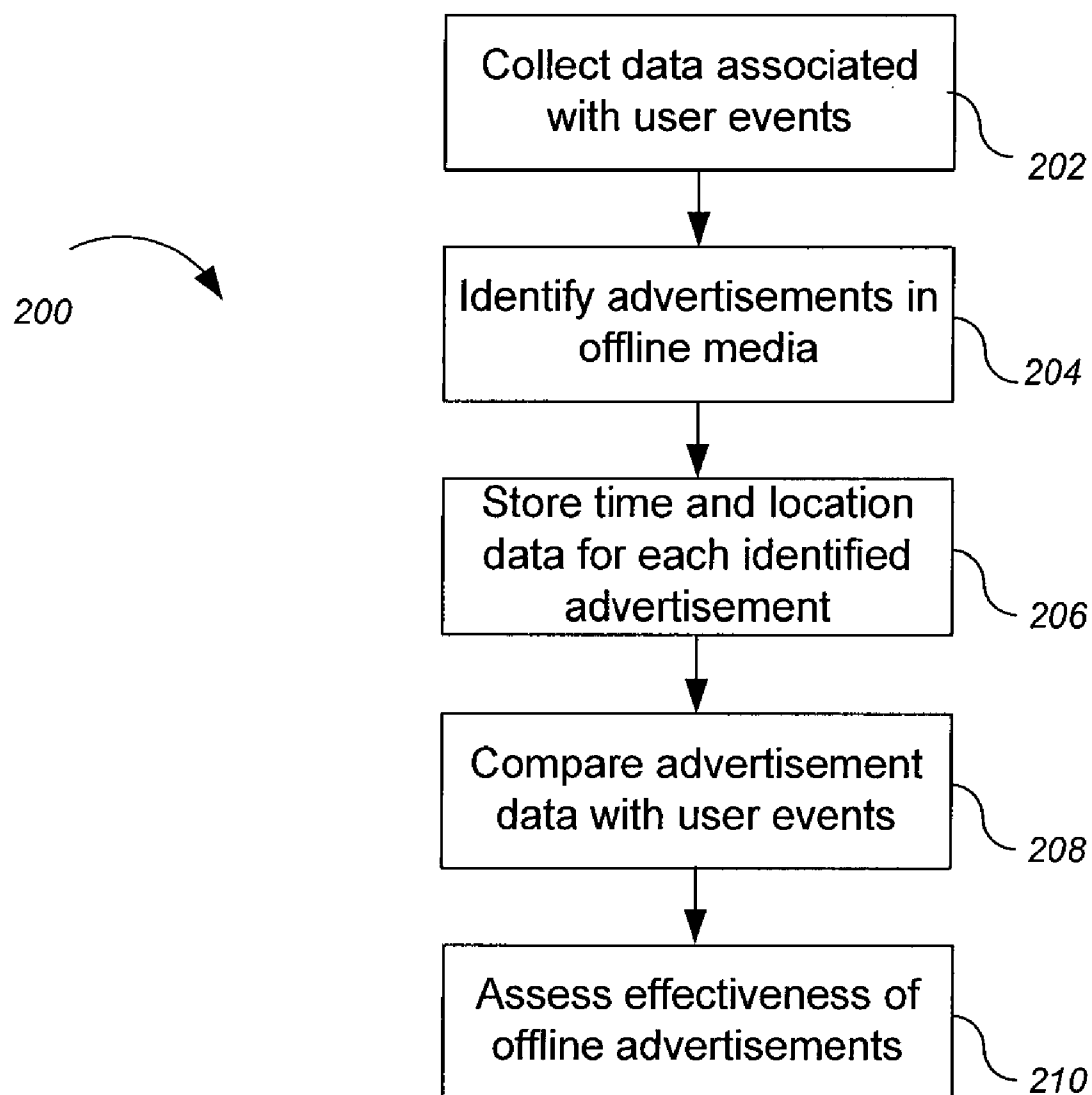 Collect data associated
with user events
202
200
Identify advertisements in
offline media
204
Store time and location
data for each identified
advertisement
206
Compare advertisement
data with user events
208
Assess effectiveness of
offline advertisements
210